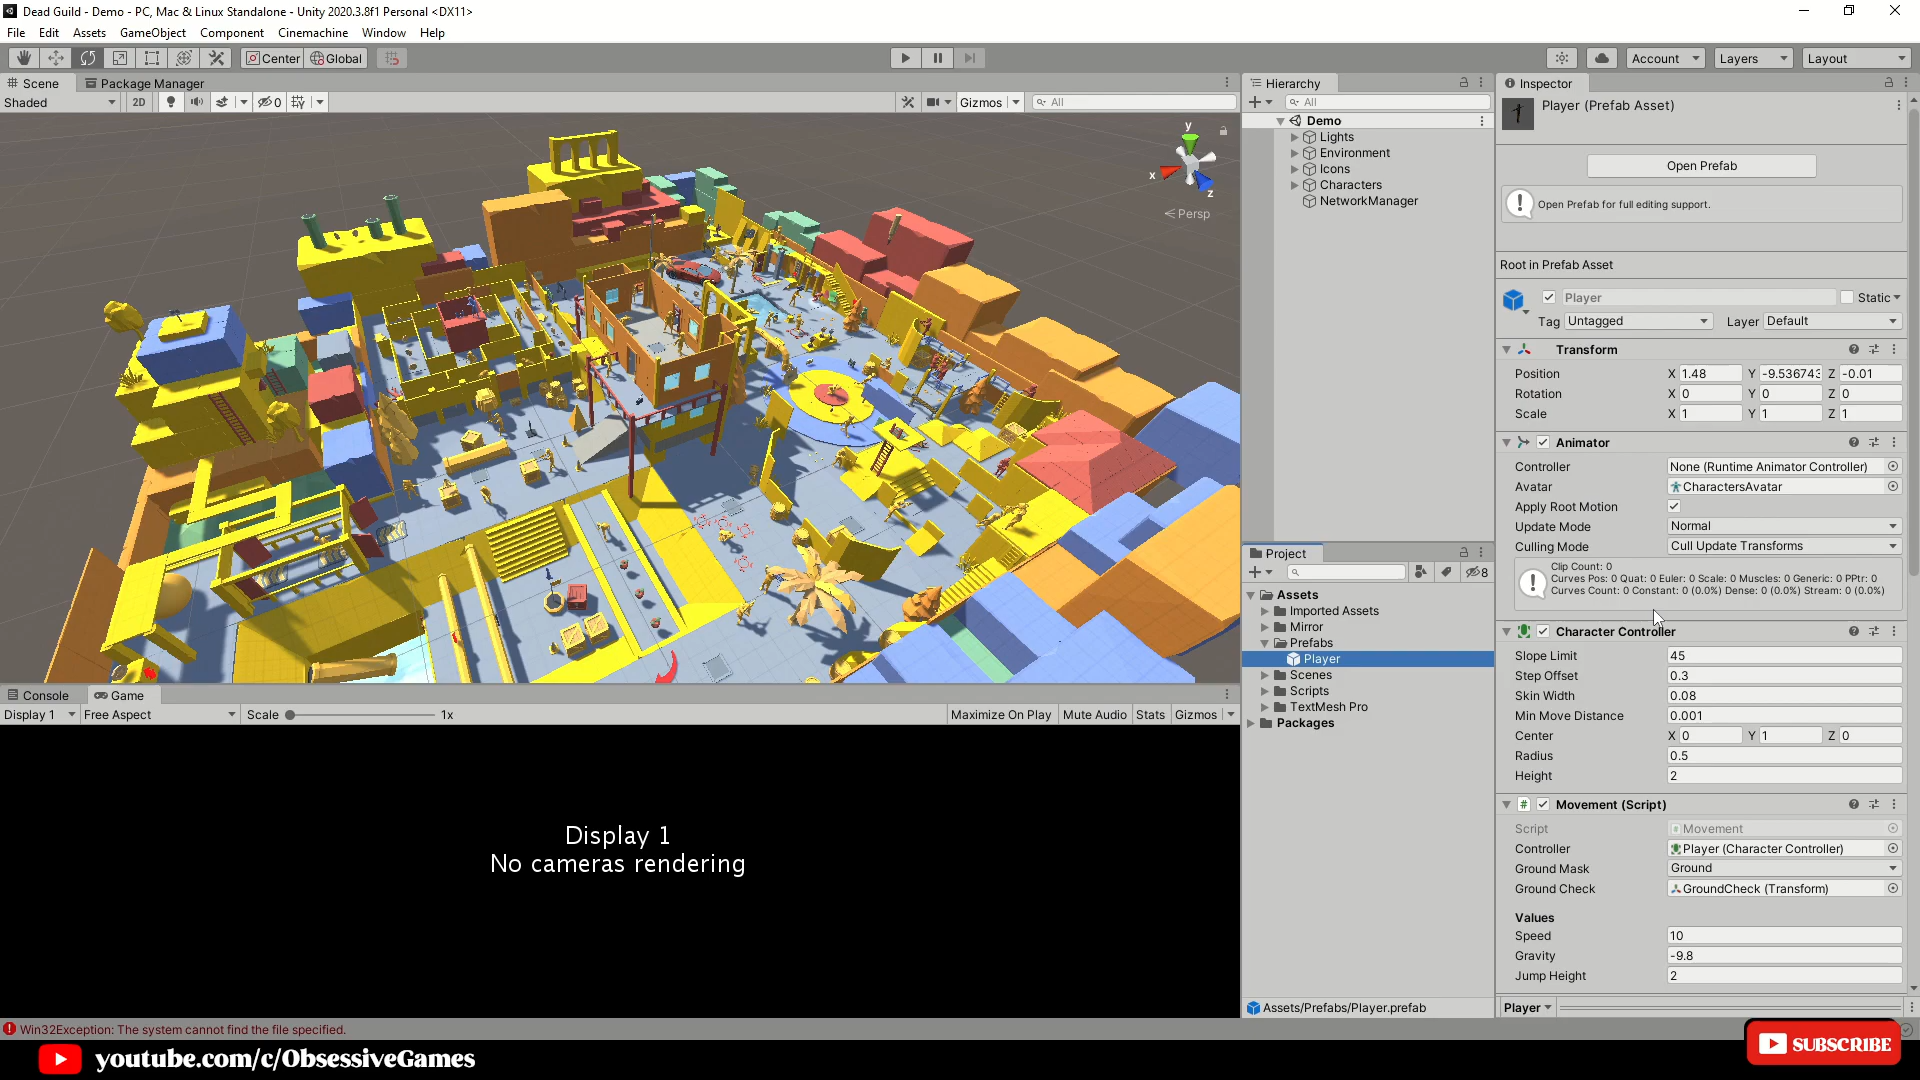 Dead Guild - Demo - PC, Mac & Linux Standalone - Unity 2020.3.8f1 Personal <DX11>
File Edit Assets GameObject Component Cinemachine Window Help
Center Global Account Layers Layout
Scene Package Manager
Shaded 2D 0 Gizmos All
y
x
z
Persp
Hierarchy
All
Demo
Lights
Environment
Icons
Characters
NetworkManager
Project
8
Assets
Imported Assets
Mirror
Prefabs
Player
Scenes
Scripts
TextMesh Pro
Packages
Assets/Prefabs/Player.prefab
Inspector
Player (Prefab Asset)
Open Prefab
Open Prefab for full editing support.
Root in Prefab Asset
Player Static
Tag Untagged Layer Default
Transform
Position X 1.48 Y -9.536743 Z -0.01
Rotation X 0 Y 0 Z 0
Scale X 1 Y 1 Z 1
Animator
Controller None (Runtime Animator Controller)
Avatar CharactersAvatar
Apply Root Motion
Update Mode Normal
Culling Mode Cull Update Transforms
Clip Count: 0
Curves Pos: 0 Quat: 0 Euler: 0 Scale: 0 Muscles: 0 Generic: 0 PPtr: 0
Curves Count: 0 Constant: 0 (0.0%) Dense: 0 (0.0%) Stream: 0 (0.0%)
Character Controller
Slope Limit 45
Step Offset 0.3
Skin Width 0.08
Min Move Distance 0.001
Center X 0 Y 1 Z 0
Radius 0.5
Height 2
Movement (Script)
Script Movement
Controller Player (Character Controller)
Ground Mask Ground
Ground Check GroundCheck (Transform)
Values
Speed 10
Gravity -9.8
Jump Height 2
Player
Console Game
Display 1 Free Aspect Scale 1x Maximize On Play Mute Audio Stats Gizmos
Display 1
No cameras rendering
Win32Exception: The system cannot find the file specified.
youtube.com/c/ObsessiveGames
SUBSCRIBE